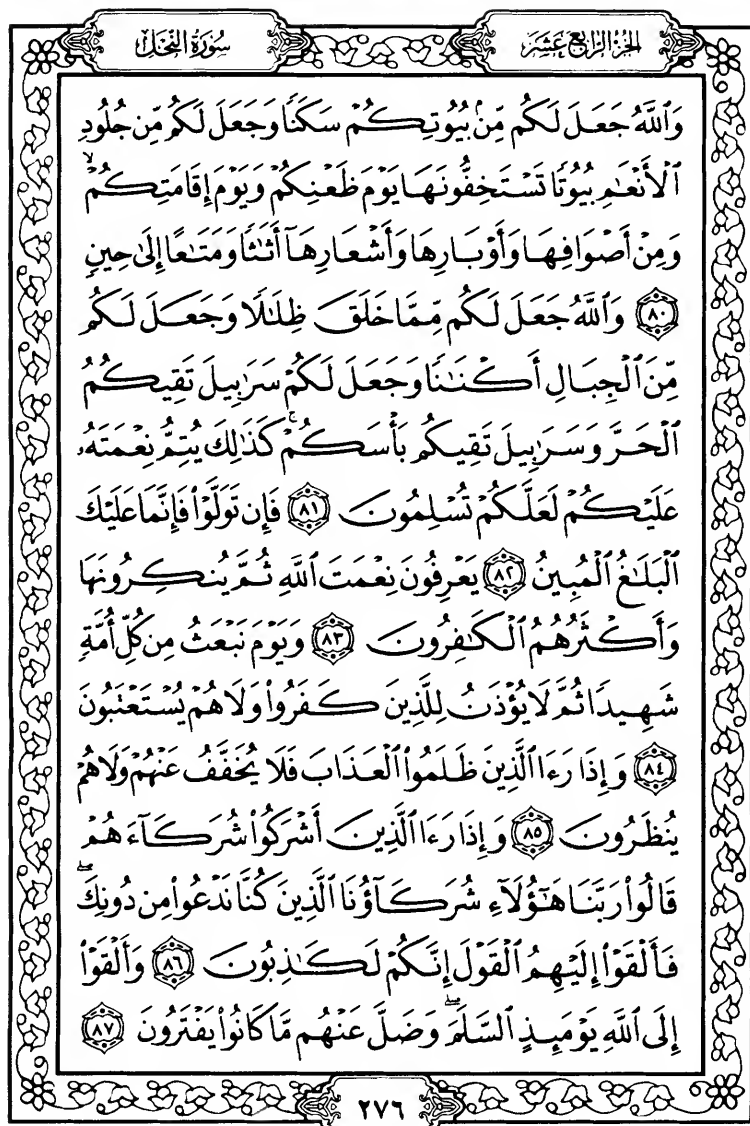 الجزء الرابع عشر
سورة النحل
وَٱللَّهُ جَعَلَ لَكُم مِّنۢ بُيُوتِكُمْ سَكَنًا وَجَعَلَ لَكُم مِّن جُلُودِ
ٱلْأَنْعَٰمِ بُيُوتًا تَسْتَخِفُّونَهَا يَوْمَ ظَعْنِكُمْ وَيَوْمَ إِقَامَتِكُمْ ۙ
وَمِنْ أَصْوَافِهَا وَأَوْبَارِهَا وَأَشْعَارِهَآ أَثَٰثًا وَمَتَٰعًا إِلَىٰ حِينٍ
٨٠ وَٱللَّهُ جَعَلَ لَكُم مِّمَّا خَلَقَ ظِلَٰلًا وَجَعَلَ لَكُم
مِّنَ ٱلْجِبَالِ أَكْنَٰنًا وَجَعَلَ لَكُمْ سَرَٰبِيلَ تَقِيكُمُ
ٱلْحَرَّ وَسَرَٰبِيلَ تَقِيكُم بَأْسَكُمْ ۚ كَذَٰلِكَ يُتِمُّ نِعْمَتَهُۥ
عَلَيْكُمْ لَعَلَّكُمْ تُسْلِمُونَ ٨١ فَإِن تَوَلَّوْا۟ فَإِنَّمَا عَلَيْكَ
ٱلْبَلَٰغُ ٱلْمُبِينُ ٨٢ يَعْرِفُونَ نِعْمَتَ ٱللَّهِ ثُمَّ يُنكِرُونَهَا
وَأَكْثَرُهُمُ ٱلْكَٰفِرُونَ ٨٣ وَيَوْمَ نَبْعَثُ مِن كُلِّ أُمَّةٍ
شَهِيدًا ثُمَّ لَا يُؤْذَنُ لِلَّذِينَ كَفَرُوا۟ وَلَا هُمْ يُسْتَعْتَبُونَ
٨٤ وَإِذَا رَءَا ٱلَّذِينَ ظَلَمُوا۟ ٱلْعَذَابَ فَلَا يُخَفَّفُ عَنْهُمْ وَلَا هُمْ
يُنظَرُونَ ٨٥ وَإِذَا رَءَا ٱلَّذِينَ أَشْرَكُوا۟ شُرَكَآءَهُمْ
قَالُوا۟ رَبَّنَا هَٰٓؤُلَآءِ شُرَكَآؤُنَا ٱلَّذِينَ كُنَّا نَدْعُوا۟ مِن دُونِكَ ۖ
فَأَلْقَوْا۟ إِلَيْهِمُ ٱلْقَوْلَ إِنَّكُمْ لَكَٰذِبُونَ ٨٦ وَأَلْقَوْا۟
إِلَى ٱللَّهِ يَوْمَئِذٍ ٱلسَّلَمَ ۖ وَضَلَّ عَنْهُم مَّا كَانُوا۟ يَفْتَرُونَ ٨٧
٢٧٦